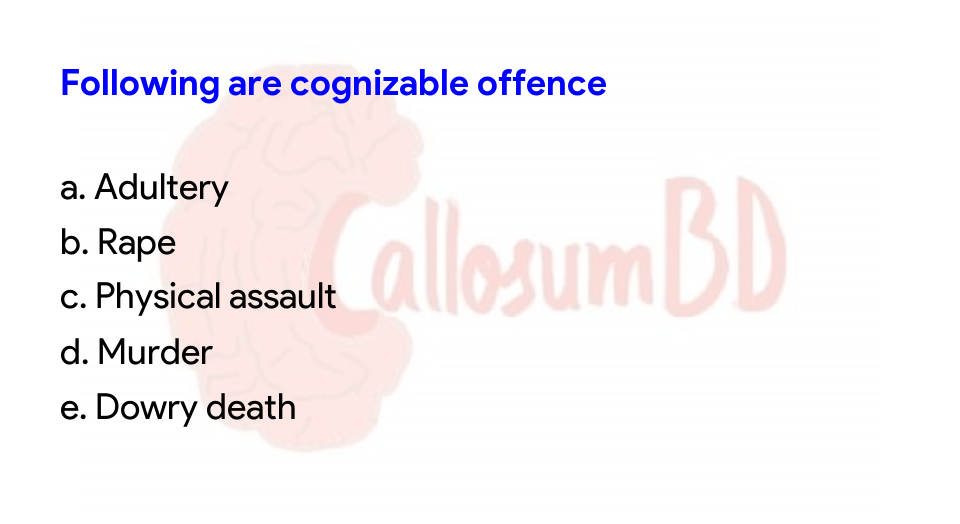 Following are cognizable offence
a. Adultery
b. Rape
c. Physical assault
d. Murder
e. Dowry death
CallosumBD